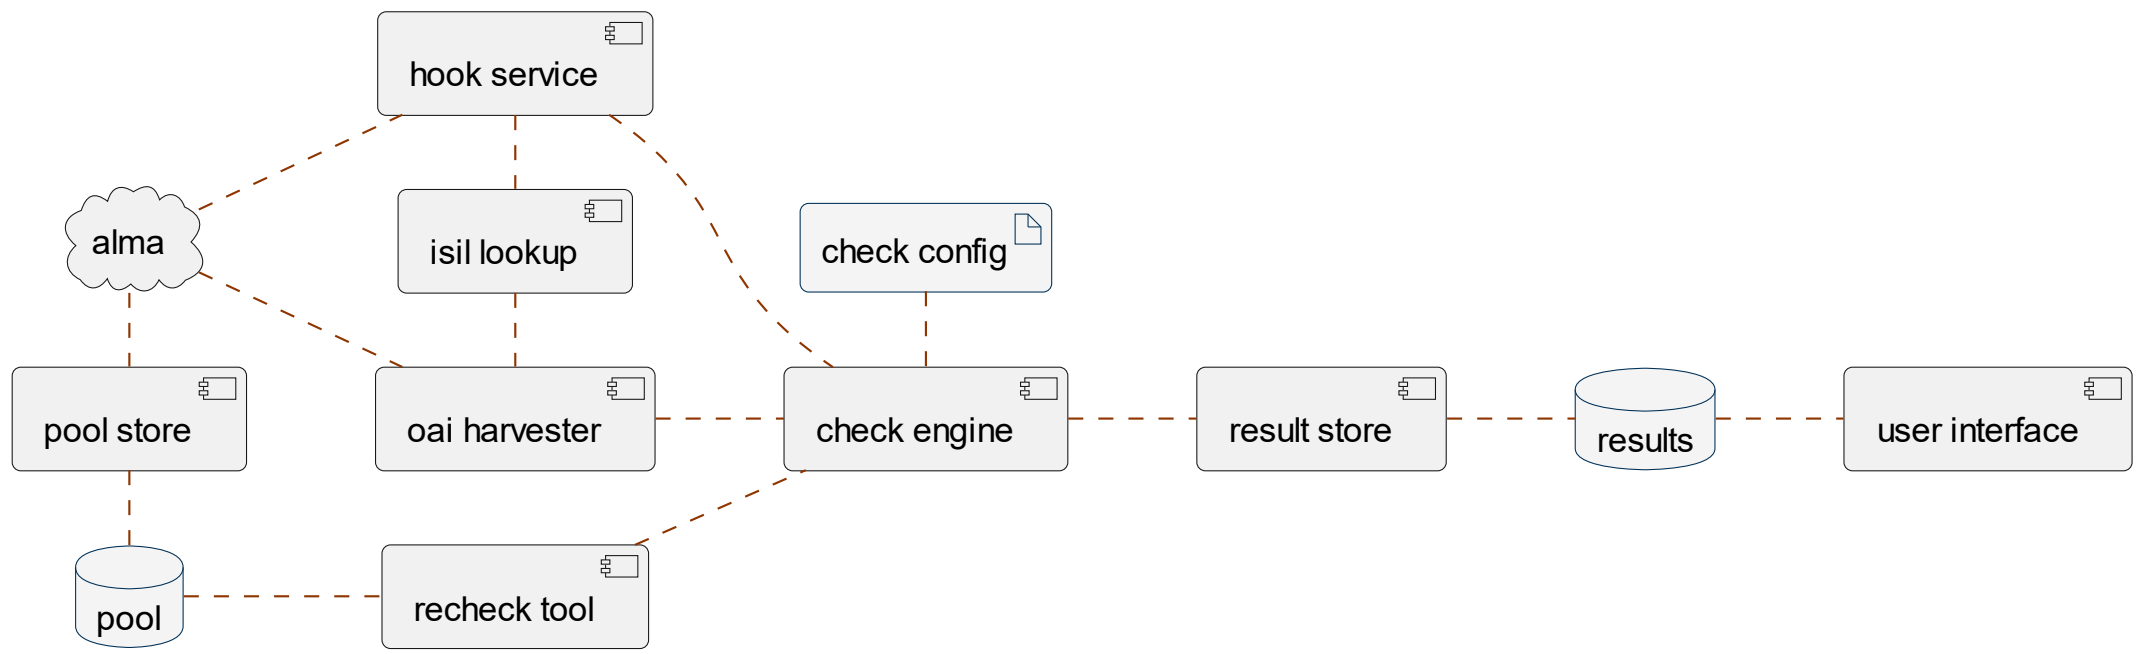 hook service
alma
isil lookup
check config
pool store
oai harvester
check engine
result store
results
user interface
pool
recheck tool